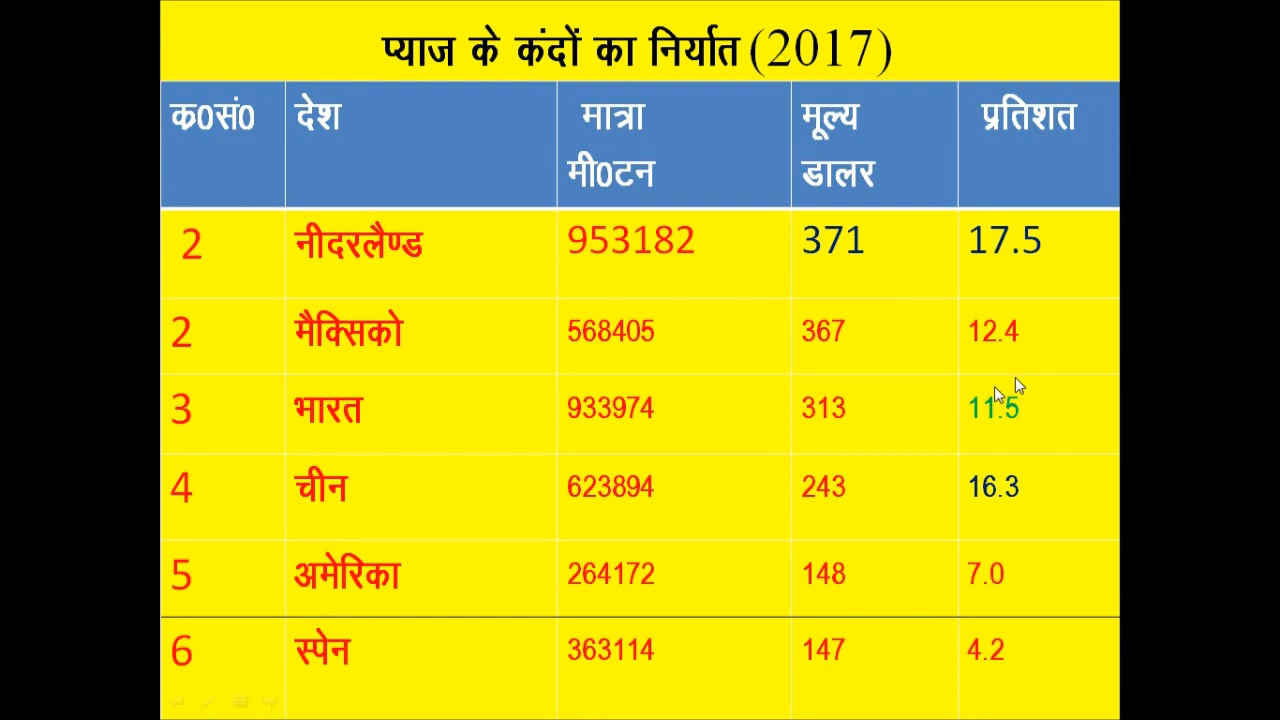 प्याज के कंदों का निर्यात (2017)
क0सं0 देश मात्रा मी0टन मूल्य डालर प्रतिशत
2 नीदरलैण्ड 953182 371 17.5
2 मैक्सिको 568405 367 12.4
3 भारत 933974 313 11.5
4 चीन 623894 243 16.3
5 अमेरिका 264172 148 7.0
6 स्पेन 363114 147 4.2